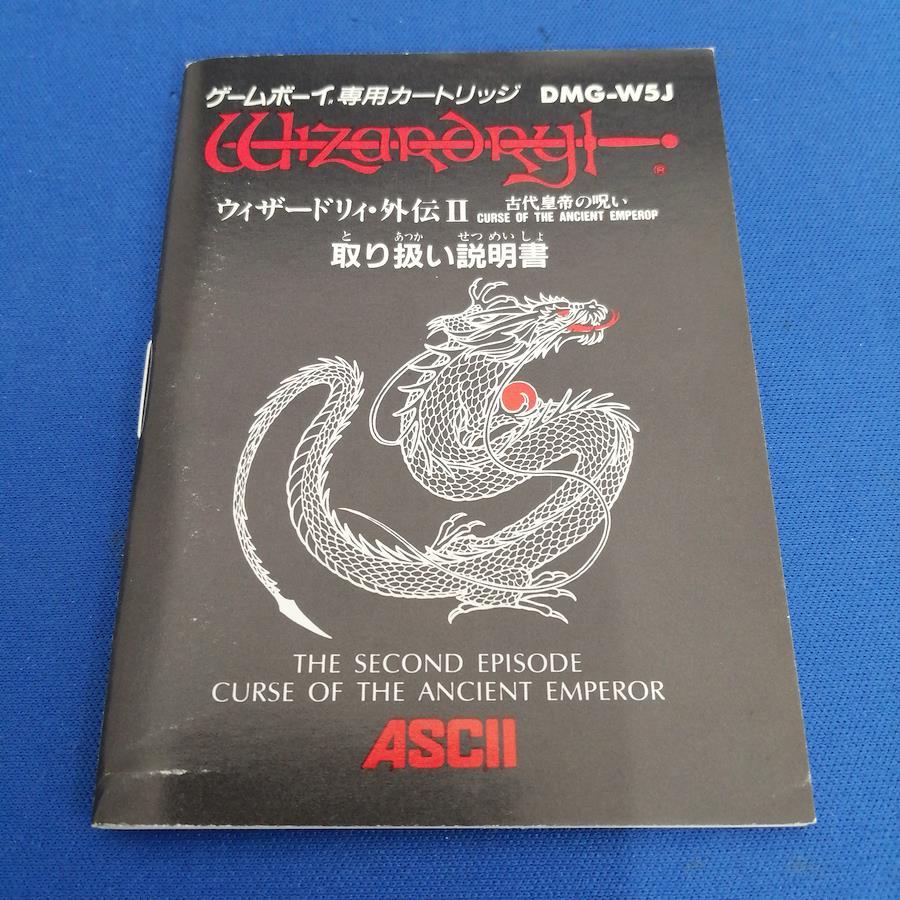 ゲームボーイ専用カートリッジ DMG-W5J
Wizardry ®
ウィザードリィ・外伝II 古代皇帝の呪い
CURSE OF THE ANCIENT EMPEROR
と あつか せつ めい しょ
取り扱い説明書
THE SECOND EPISODE
CURSE OF THE ANCIENT EMPEROR
ASCII